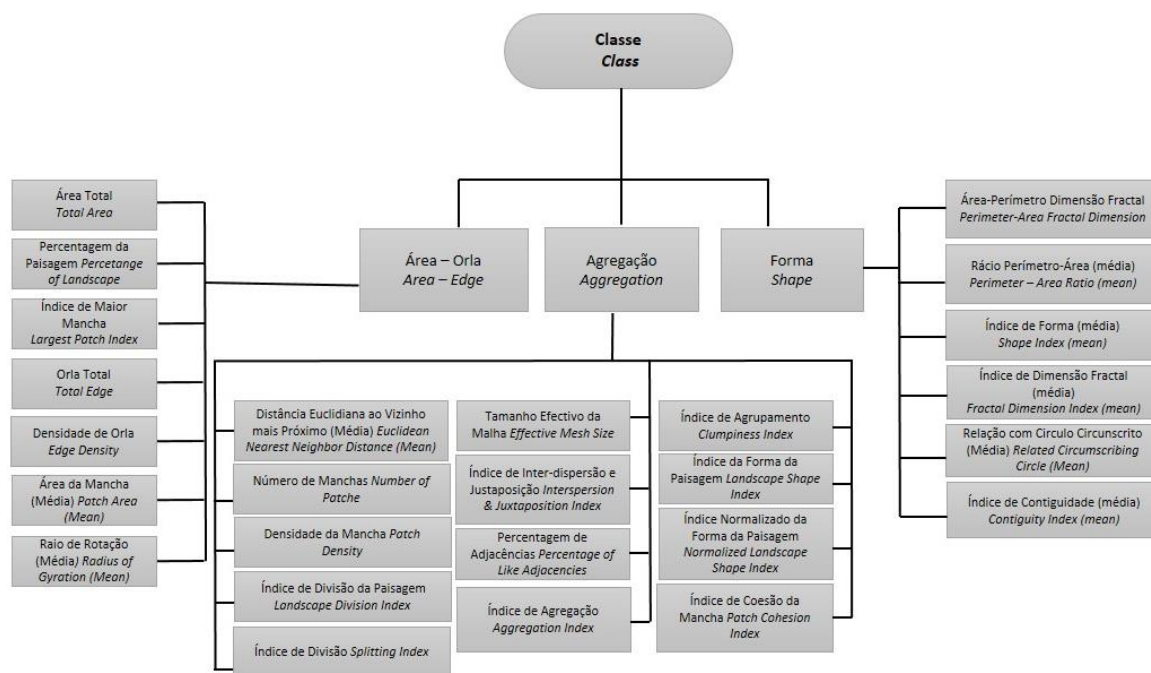 Classe
Class
Área – Orla
Area – Edge
Agregação
Aggregation
Forma
Shape
Área Total
Total Area
Percentagem da
Paisagem Percetange
of Landscape
Índice de Maior
Mancha
Largest Patch Index
Orla Total
Total Edge
Densidade de Orla
Edge Density
Área da Mancha
(Média) Patch Area
(Mean)
Raio de Rotação
(Média) Radius of
Gyration (Mean)
Distância Euclidiana ao Vizinho
mais Próximo (Média) Euclidean
Nearest Neighbor Distance (Mean)
Número de Manchas Number of
Patche
Densidade da Mancha Patch
Density
Índice de Divisão da Paisagem
Landscape Division Index
Índice de Divisão Splitting Index
Tamanho Efectivo da
Malha Effective Mesh Size
Índice de Inter-dispersão e
Justaposição Interspersion
& Juxtaposition Index
Percentagem de
Adjacências Percentage of
Like Adjacencies
Índice de Agregação
Aggregation Index
Índice de Agrupamento
Clumpiness Index
Índice da Forma da
Paisagem Landscape Shape
Index
Índice Normalizado da
Forma da Paisagem
Normalized Landscape
Shape Index
Índice de Coesão da
Mancha Patch Cohesion
Index
Área-Perímetro Dimensão Fractal
Perimeter-Area Fractal Dimension
Rácio Perímetro-Área (média)
Perimeter – Area Ratio (mean)
Índice de Forma (média)
Shape Index (mean)
Índice de Dimensão Fractal
(média)
Fractal Dimension Index (mean)
Relação com Circulo Circunscrito
(Média) Related Circumscribing
Circle (Mean)
Índice de Contiguidade (média)
Contiguity Index (mean)